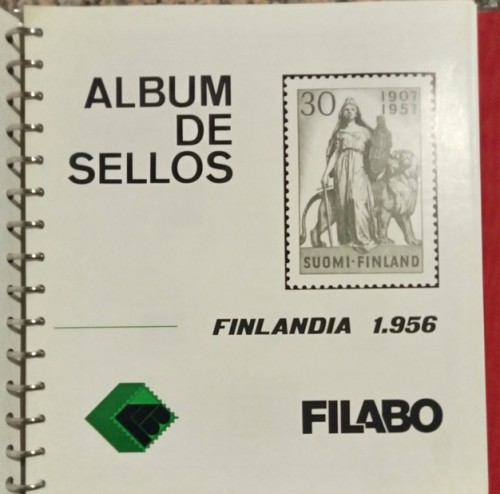 ALBUM
DE
SELLOS
30
1907
1957
SUOMI-FINLAND
FINLANDIA 1.956
FILABO